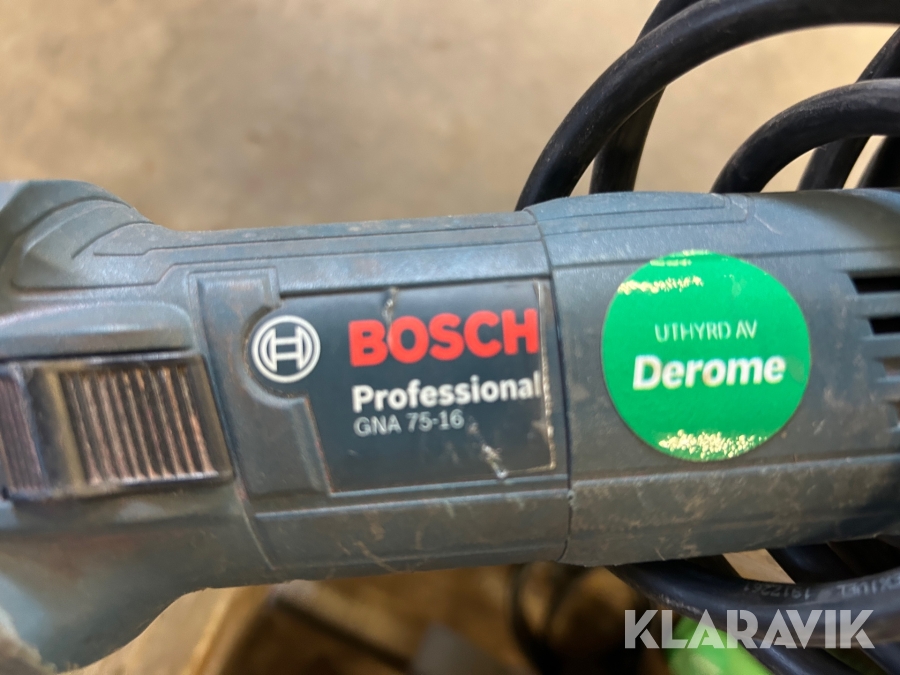 BOSCH
Professional
GNA 75-16
UTHYRD AV
Derome
KLARAVIK